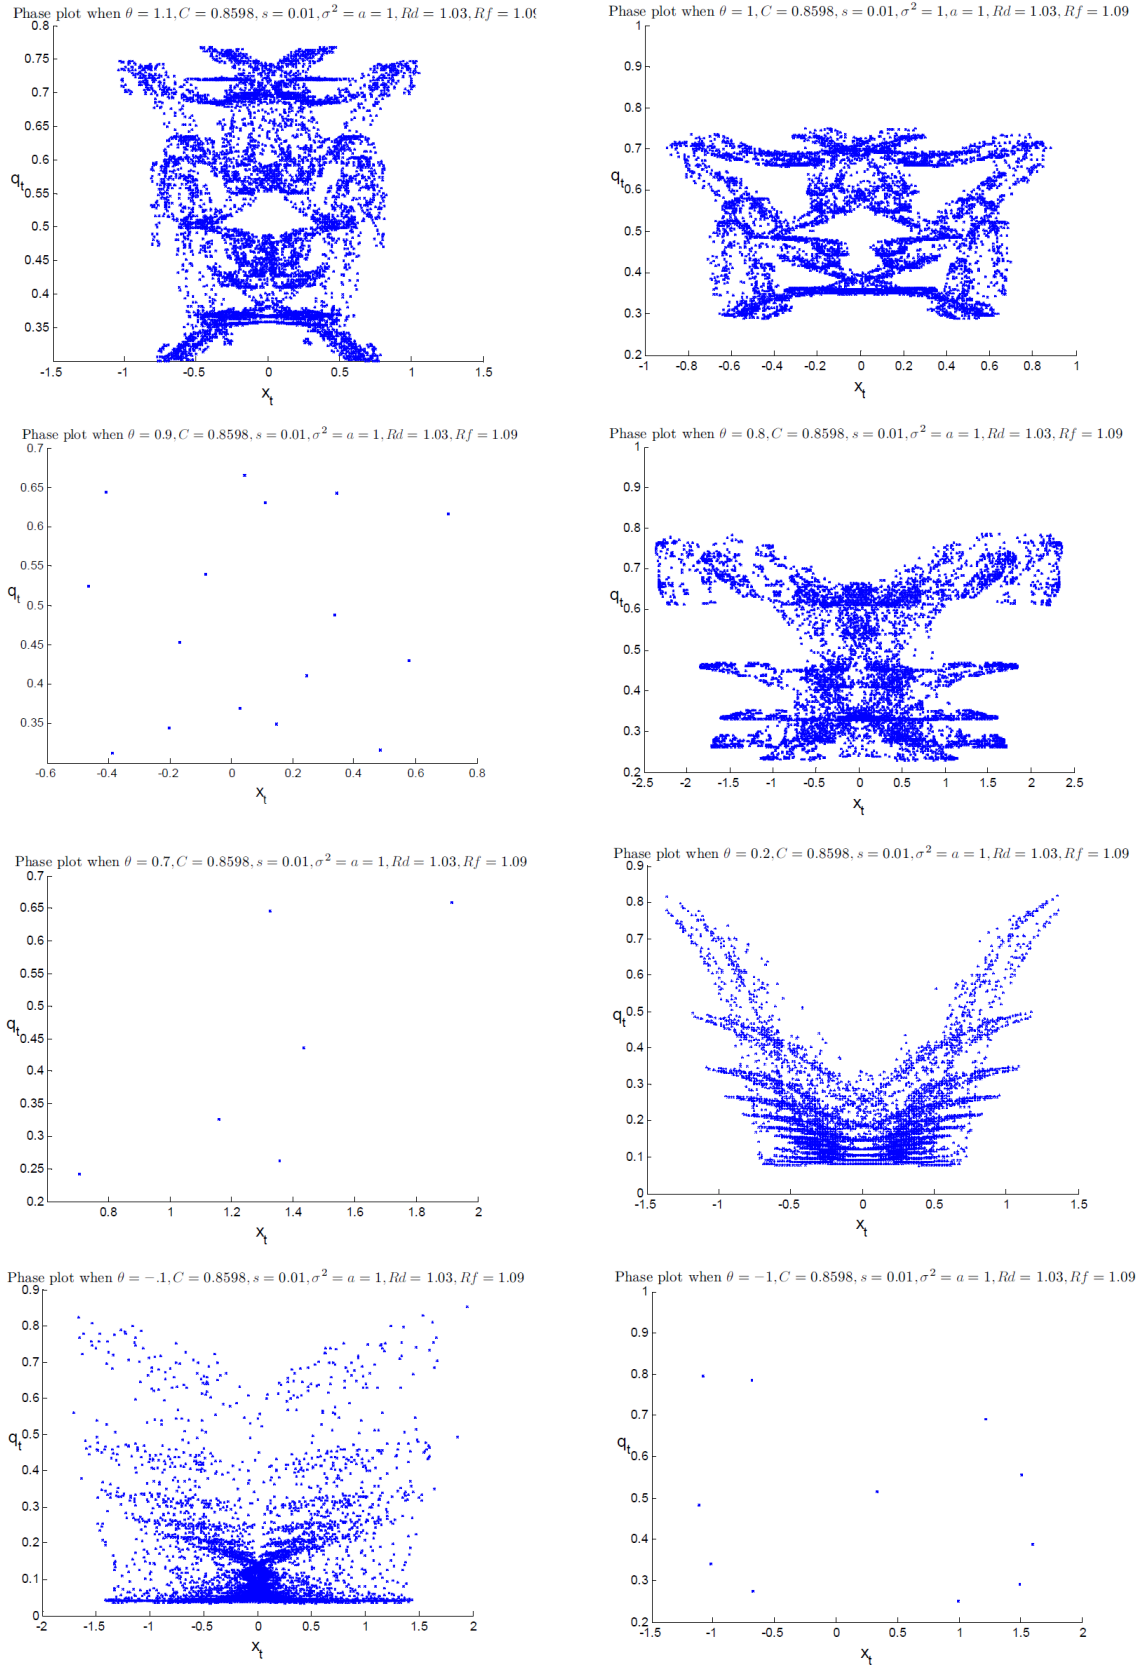 Phase plot when θ = 1.1, C = 0.8598, s = 0.01, σ² = a = 1, Rd = 1.03, Rf = 1.09
0.8
0.75
0.7
0.65
0.6
0.55
0.5
0.45
0.4
0.35
q_t
-1.5 -1 -0.5 0 0.5 1 1.5
x_t
Phase plot when θ = 1, C = 0.8598, s = 0.01, σ² = 1, a = 1, Rd = 1.03, Rf = 1.09
1
0.9
0.8
0.7
0.6
0.5
0.4
0.3
0.2
q_t
-1 -0.8 -0.6 -0.4 -0.2 0 0.2 0.4 0.6 0.8 1
x_t
Phase plot when θ = 0.9, C = 0.8598, s = 0.01, σ² = a = 1, Rd = 1.03, Rf = 1.09
0.7
0.65
0.6
0.55
0.5
0.45
0.4
0.35
q_t
-0.6 -0.4 -0.2 0 0.2 0.4 0.6 0.8
x_t
Phase plot when θ = 0.8, C = 0.8598, s = 0.01, σ² = a = 1, Rd = 1.03, Rf = 1.09
1
0.9
0.8
0.7
0.6
0.5
0.4
0.3
0.2
q_t
-2.5 -2 -1.5 -1 -0.5 0 0.5 1 1.5 2 2.5
x_t
Phase plot when θ = 0.7, C = 0.8598, s = 0.01, σ² = a = 1, Rd = 1.03, Rf = 1.09
0.7
0.65
0.6
0.55
0.5
0.45
0.4
0.35
0.3
0.25
0.2
q_t
0.8 1 1.2 1.4 1.6 1.8 2
x_t
Phase plot when θ = 0.2, C = 0.8598, s = 0.01, σ² = a = 1, Rd = 1.03, Rf = 1.09
0.9
0.8
0.7
0.6
0.5
0.4
0.3
0.2
0.1
0
q_t
-1.5 -1 -0.5 0 0.5 1 1.5
x_t
Phase plot when θ = −.1, C = 0.8598, s = 0.01, σ² = a = 1, Rd = 1.03, Rf = 1.09
0.9
0.8
0.7
0.6
0.5
0.4
0.3
0.2
0.1
0
q_t
-2 -1.5 -1 -0.5 0 0.5 1 1.5 2
x_t
Phase plot when θ = −1, C = 0.8598, s = 0.01, σ² = a = 1, Rd = 1.03, Rf = 1.09
1
0.9
0.8
0.7
0.6
0.5
0.4
0.3
0.2
q_t
-1.5 -1 -0.5 0 0.5 1 1.5 2
x_t